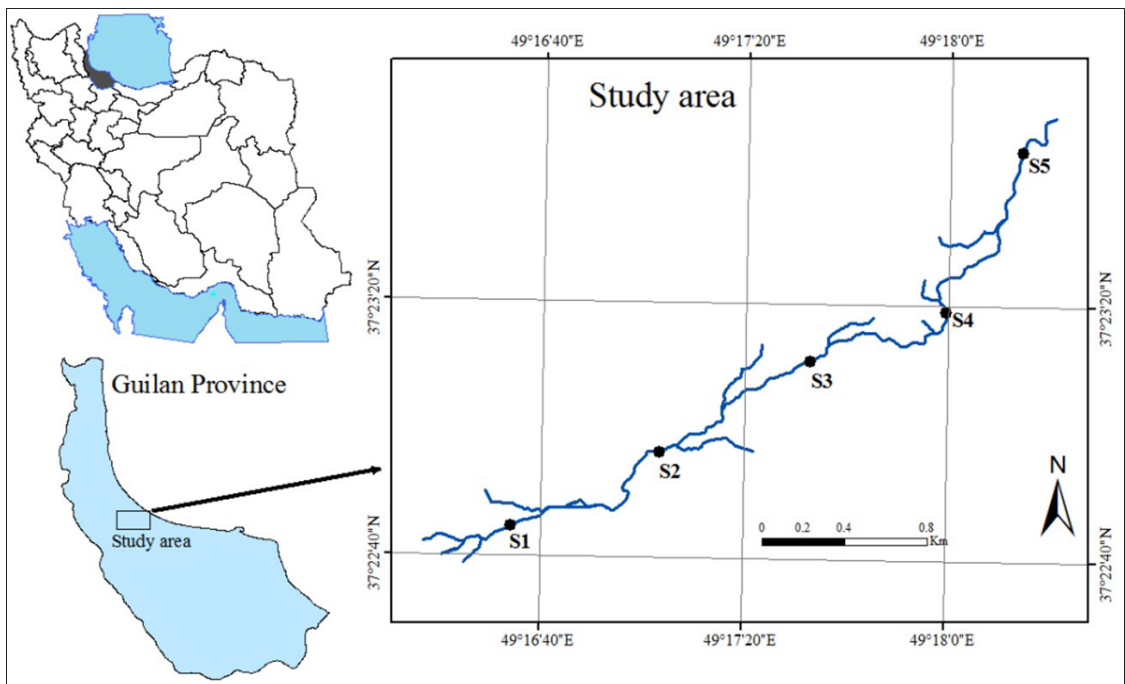 49°16'40"E
49°17'20"E
49°18'0"E
Study area
S5
37°23'20"N
37°23'20"N
S4
S3
Guilan Province
S2
N
S1
0 0.2 0.4 0.8
Km
Study area
37°22'40"N
37°22'40"N
49°16'40"E
49°17'20"E
49°18'0"E